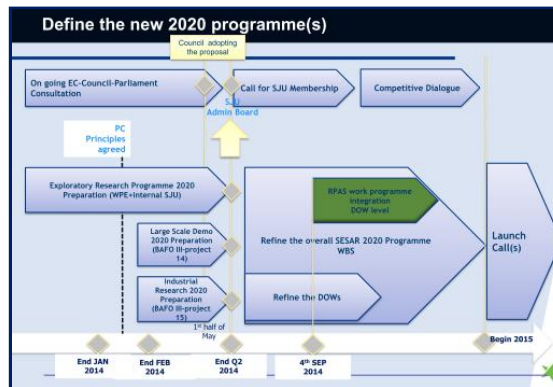 Define the new 2020 programme(s)
Council adopting
the proposal
On going EC-Council-Parliament
Consultation
Call for SJU Membership
Competitive Dialogue
SJU
Admin Board
PC
Principles
agreed
Exploratory Research Programme 2020
Preparation (WPE+Internal SJU)
RPAS work programme
integration
DOW level
Large Scale Demo
2020 Preparation
(BAFO III-project
14)
Refine the overall SESAR 2020 Programme
WBS
Launch
Call(s)
Industrial
Research 2020
Preparation
(BAFO III-project
15)
Refine the DOWs
1st half of
May
Begin 2015
End JAN
2014
End FEB
2014
End Q2
2014
4th SEP
2014